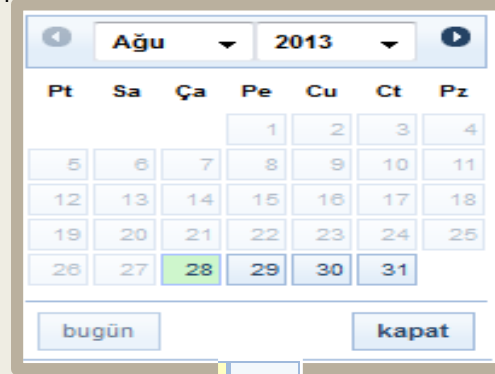 Ağu 2013
Pt Sa Ça Pe Cu Ct Pz
1 2 3 4
5 6 7 8 9 10 11
12 13 14 15 16 17 18
19 20 21 22 23 24 25
26 27 28 29 30 31
bugün kapat